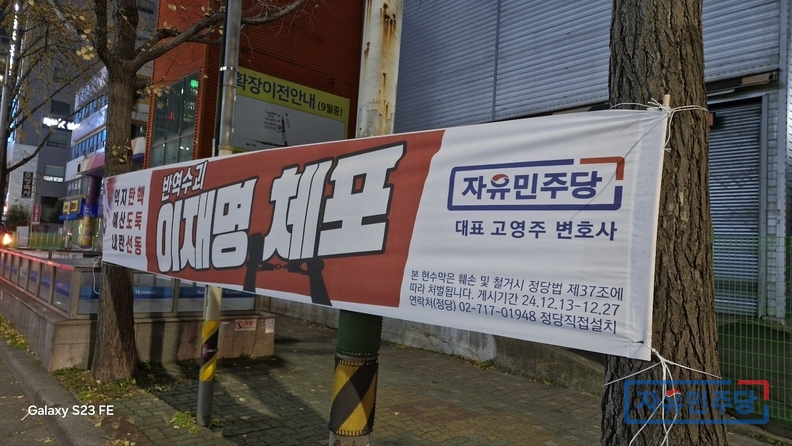 확장이전안내(9월중)
억지탄핵
예산도둑
내란선동
반역수괴
이재명 체포
자유민주당
대표 고영주 변호사
본 현수막은 훼손 및 철거시 정당법 제37조에
따라 처벌됩니다. 게시기간 24.12.13-12.27
연락처(정당) 02-717-01948 정당직접설치
Galaxy S23 FE
자유민주당